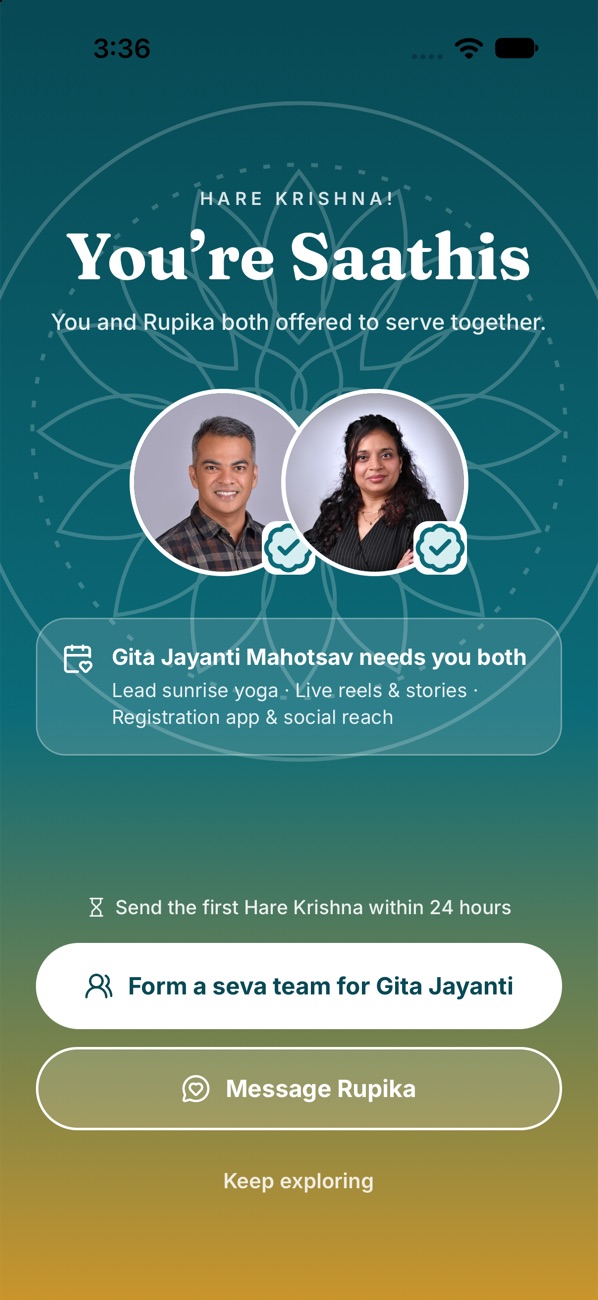 3:36
HARE KRISHNA!
You’re Saathis
You and Rupika both offered to serve together.
Gita Jayanti Mahotsav needs you both
Lead sunrise yoga · Live reels & stories ·
Registration app & social reach
Send the first Hare Krishna within 24 hours
Form a seva team for Gita Jayanti
Message Rupika
Keep exploring